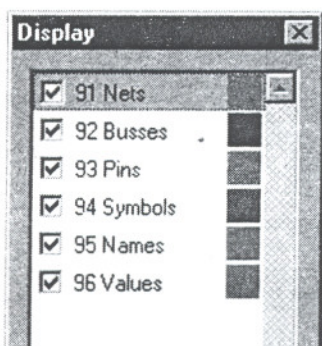 Display
91 Nets
92 Busses
93 Pins
94 Symbols
95 Names
96 Values